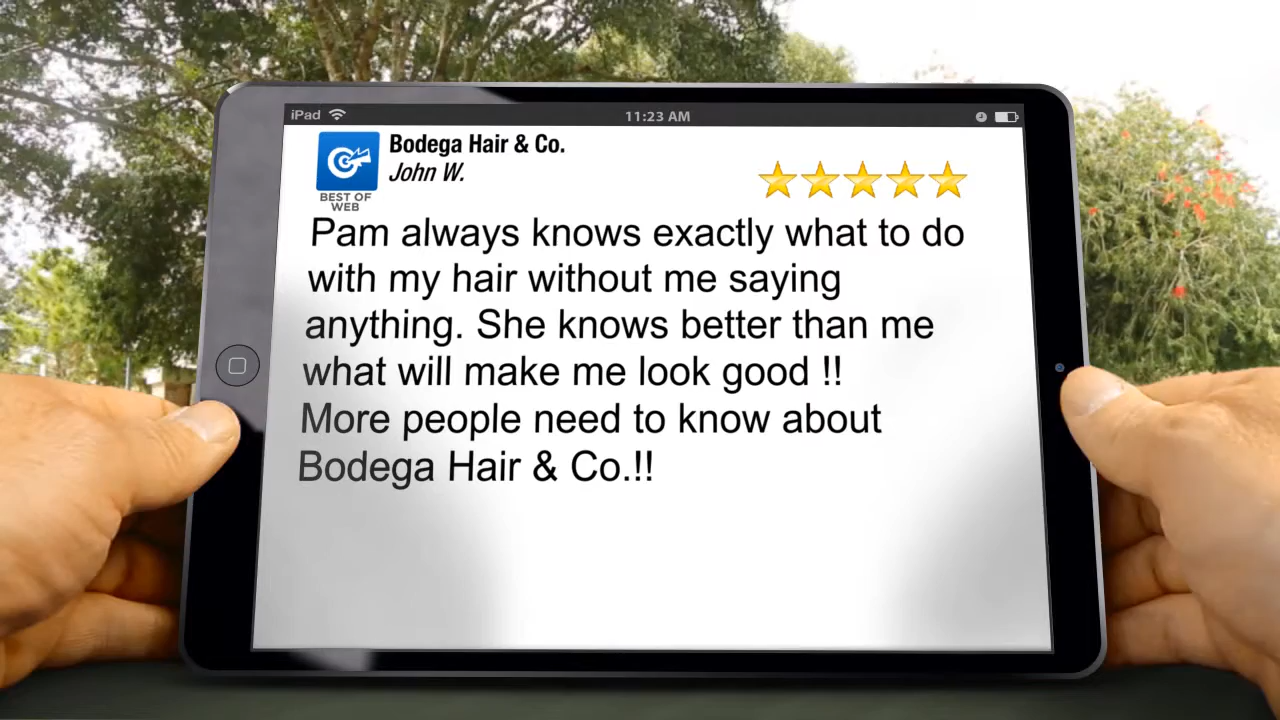 iPad
11:23 AM
Bodega Hair & Co.
John W.
BEST OF
WEB
Pam always knows exactly what to do
with my hair without me saying
anything. She knows better than me
what will make me look good !!
More people need to know about
Bodega Hair & Co.!!